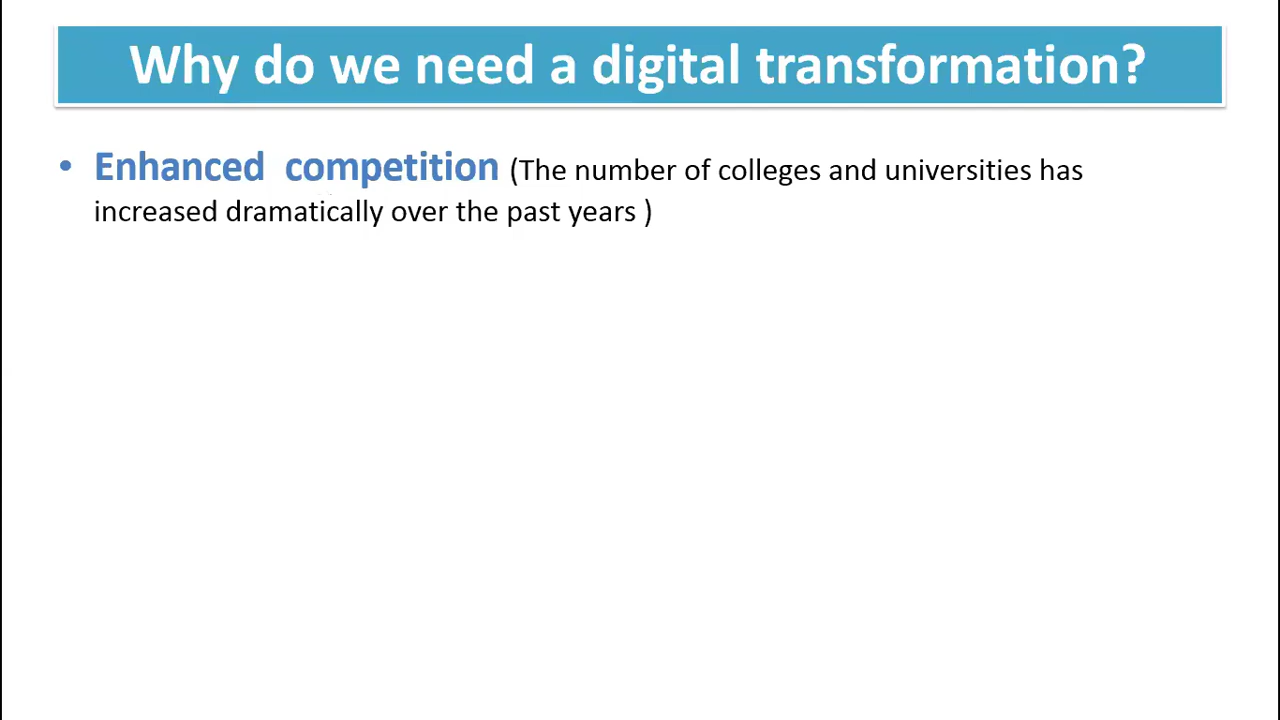 Why do we need a digital transformation?
• Enhanced competition (The number of colleges and universities has
increased dramatically over the past years )